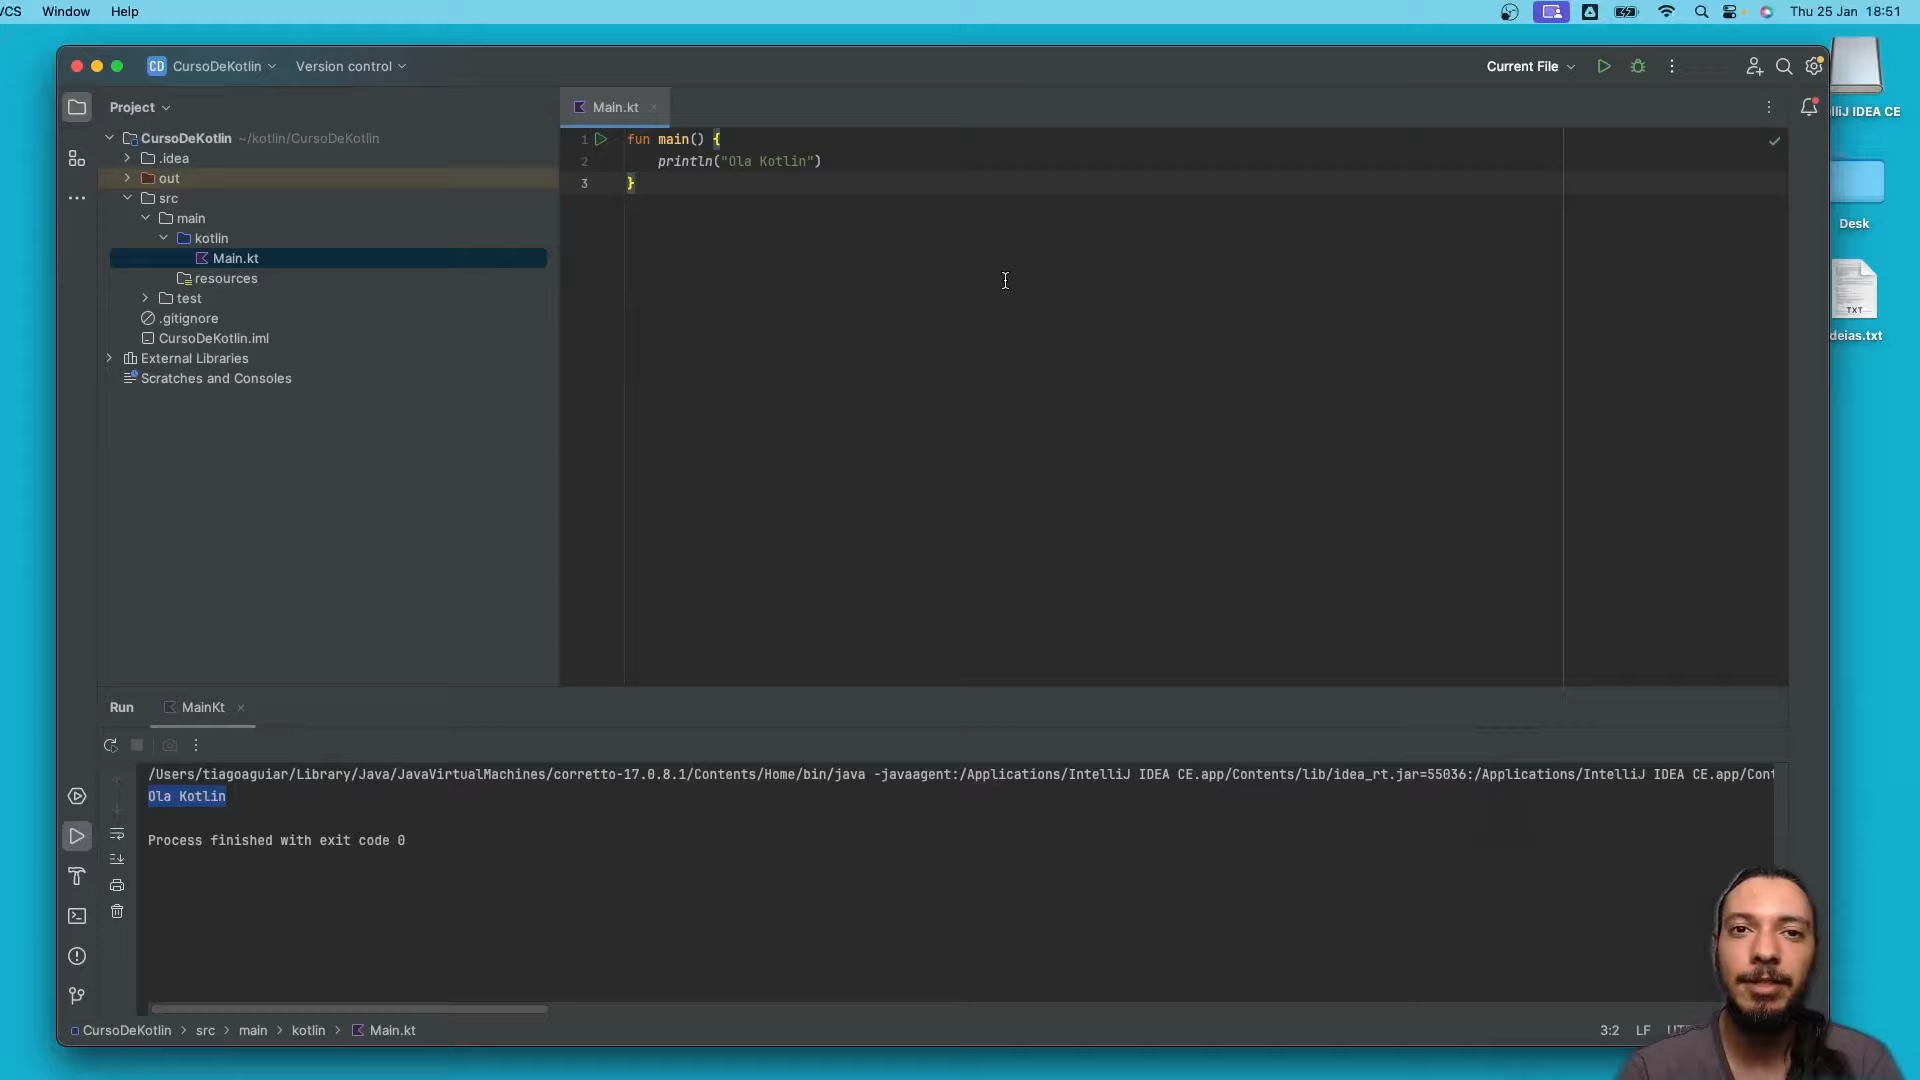 VCS Window Help Thu 25 Jan 18:51
CD CursoDeKotlin Version control Current File
Project Main.kt
IDEA CE
CursoDeKotlin ~/kotlin/CursoDeKotlin
.idea
out
src
main
kotlin
Main.kt
resources
test
.gitignore
CursoDeKotlin.iml
External Libraries
Scratches and Consoles
1 fun main() {
2 println("Ola Kotlin")
3 }
Desk
TXT
deias.txt
Run MainKt
/Users/tiagoaguiar/Library/Java/JavaVirtualMachines/corretto-17.0.8.1/Contents/Home/bin/java -javaagent:/Applications/IntelliJ IDEA CE.app/Contents/lib/idea_rt.jar=55036:/Applications/IntelliJ IDEA CE.app/Cont
Ola Kotlin
Process finished with exit code 0
CursoDeKotlin > src > main > kotlin > Main.kt 3:2 LF